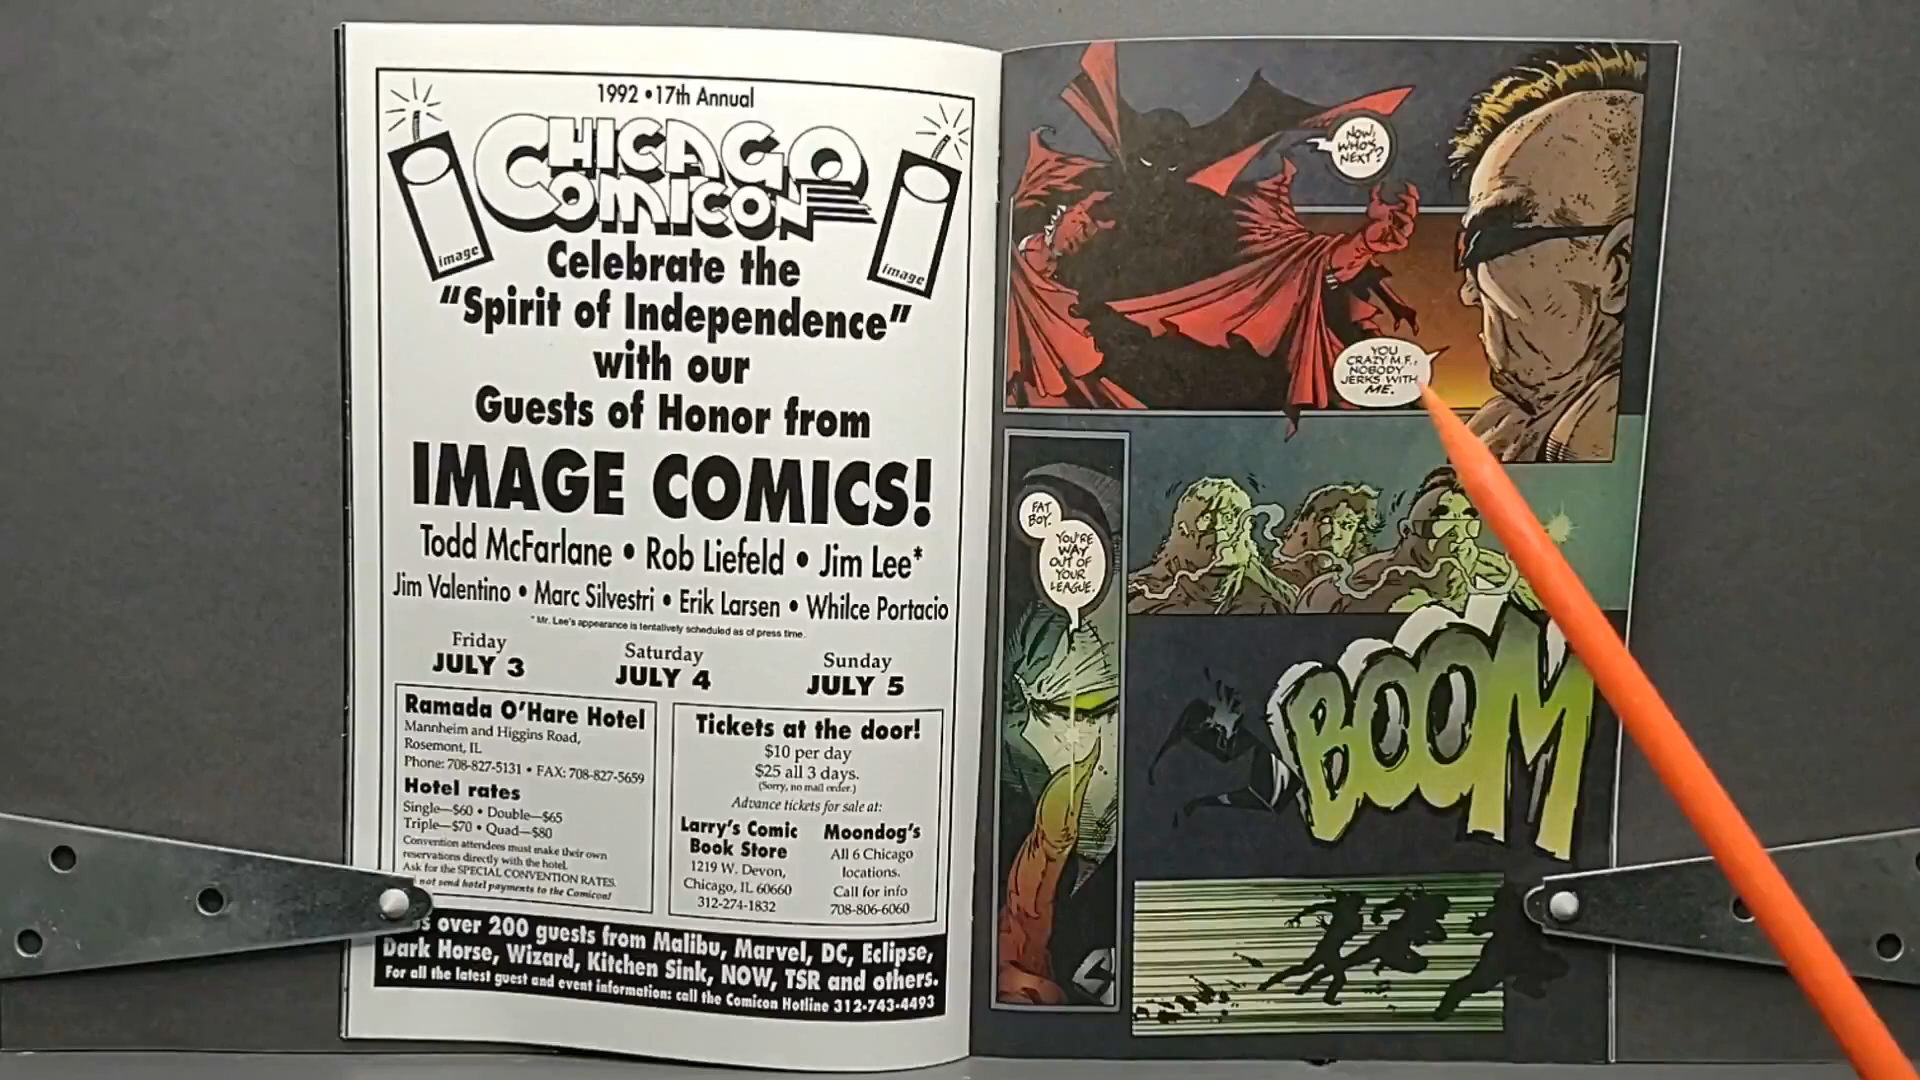 1992 • 17th Annual
CHICAGO
COMICON
image
image
Celebrate the
"Spirit of Independence"
with our
Guests of Honor from
IMAGE COMICS!
Todd McFarlane • Rob Liefeld • Jim Lee*
Jim Valentino • Marc Silvestri • Erik Larsen • Whilce Portacio
* Mr. Lee's appearance is tentatively scheduled as of press time.
Friday
JULY 3
Saturday
JULY 4
Sunday
JULY 5
Ramada O'Hare Hotel
Mannheim and Higgins Road,
Rosemont, IL
Phone: 708-827-5131 • FAX: 708-827-5659
Hotel rates
Single—$60 • Double—$65
Triple—$70 • Quad—$80
Convention attendees must make their own
reservations directly with the hotel.
Ask for the SPECIAL CONVENTION RATES.
not send hotel payments to the Comicon!
Tickets at the door!
$10 per day
$25 all 3 days.
(Sorry, no mail order.)
Advance tickets for sale at:
Larry's Comic
Book Store
1219 W. Devon,
Chicago, IL 60660
312-274-1832
Moondog's
All 6 Chicago
locations.
Call for info
708-806-6060
over 200 guests from Malibu, Marvel, DC, Eclipse,
Dark Horse, Wizard, Kitchen Sink, NOW, TSR and others.
For all the latest guest and event information: call the Comicon Hotline 312-743-4493
NOW,
WHO'S
NEXT?
YOU
CRAZY M.F.,
NOBODY
JERKS WITH
ME.
FAT
BOY.
YOU'RE
WAY
OUT OF
YOUR
LEAGUE.
BOOM